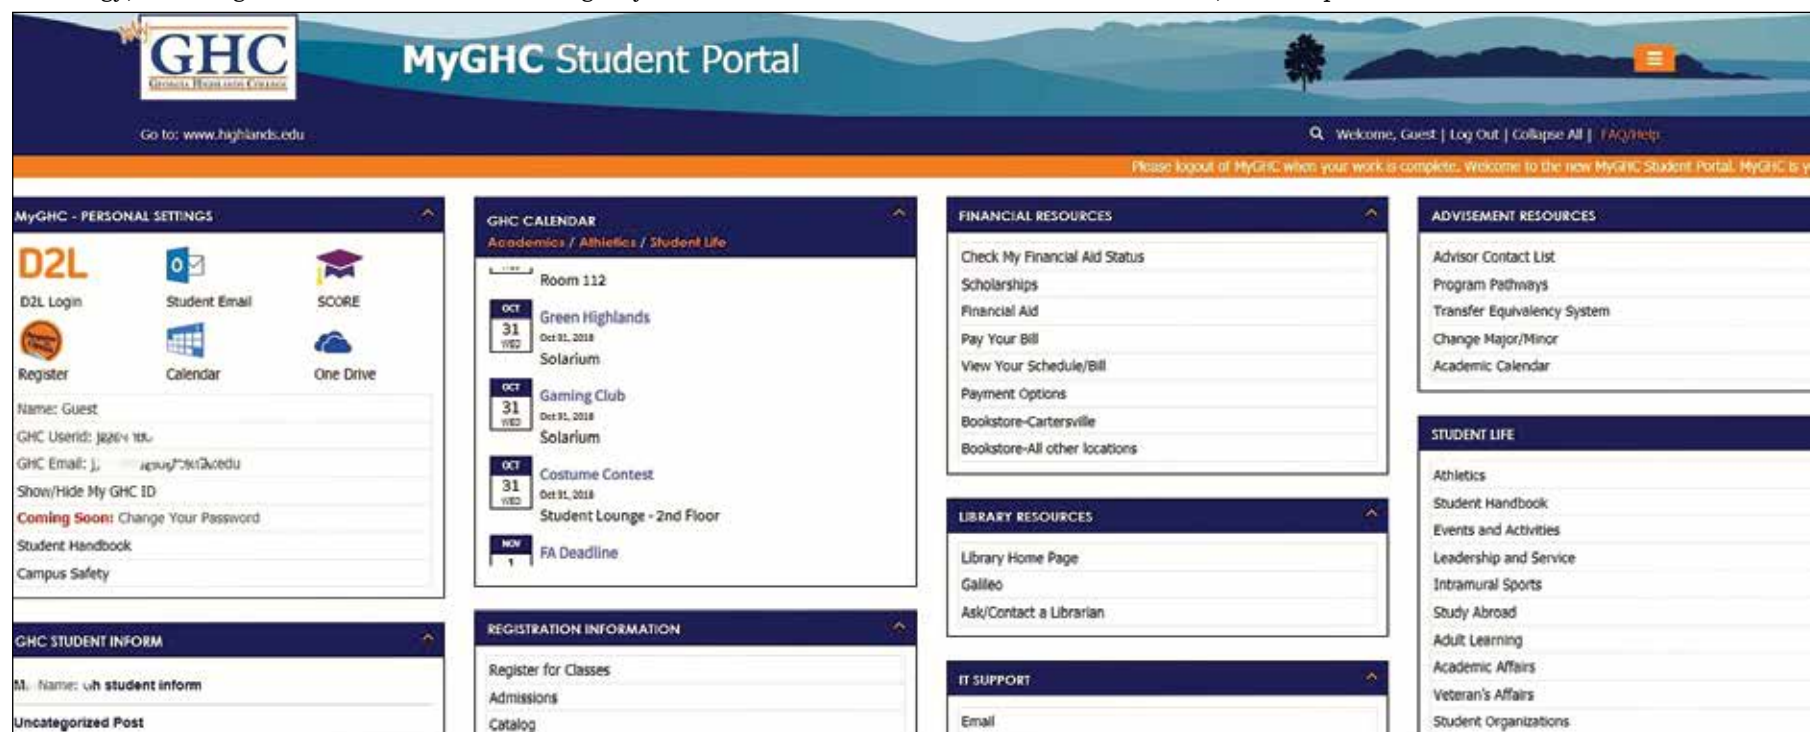 my
GHC
GEORGIA HIGHLANDS COLLEGE
MyGHC Student Portal
Go to: www.highlands.edu
Welcome, Guest | Log Out | Collapse All | FAQ/Help
Please logout of MyGHC when your work is complete. Welcome to the new MyGHC Student Portal. MyGHC is y
MyGHC - PERSONAL SETTINGS
D2L
D2L Login
Student Email
SCORE
Register
Calendar
One Drive
Name: Guest
GHC Userid:
GHC Email:
Show/Hide My GHC ID
Coming Soon: Change Your Password
Student Handbook
Campus Safety
GHC STUDENT INFORM
Name: student inform
Uncategorized Post
GHC CALENDAR
Academics / Athletics / Student Life
Room 112
OCT
31
WED
Green Highlands
Oct 31, 2018
Solarium
OCT
31
WED
Gaming Club
Oct 31, 2018
Solarium
OCT
31
WED
Costume Contest
Oct 31, 2018
Student Lounge - 2nd Floor
NOV
1
FA Deadline
REGISTRATION INFORMATION
Register for Classes
Admissions
Catalog
FINANCIAL RESOURCES
Check My Financial Aid Status
Scholarships
Financial Aid
Pay Your Bill
View Your Schedule/Bill
Payment Options
Bookstore-Cartersville
Bookstore-All other locations
LIBRARY RESOURCES
Library Home Page
Galileo
Ask/Contact a Librarian
IT SUPPORT
Email
ADVISEMENT RESOURCES
Advisor Contact List
Program Pathways
Transfer Equivalency System
Change Major/Minor
Academic Calendar
STUDENT LIFE
Athletics
Student Handbook
Events and Activities
Leadership and Service
Intramural Sports
Study Abroad
Adult Learning
Academic Affairs
Veteran's Affairs
Student Organizations